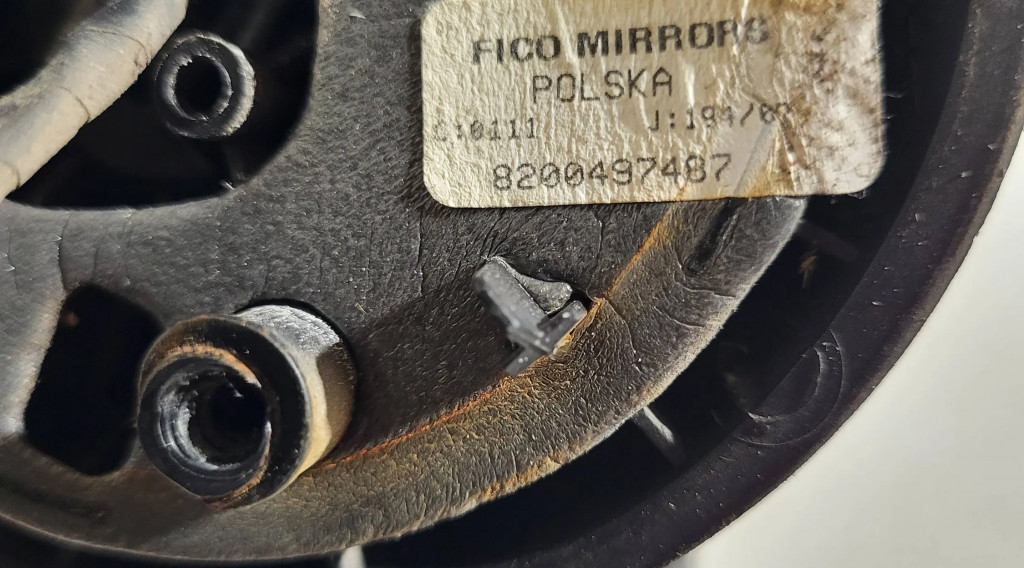 FICO MIRRORS
POLSKA
C:0111 J:194/0
8200497487